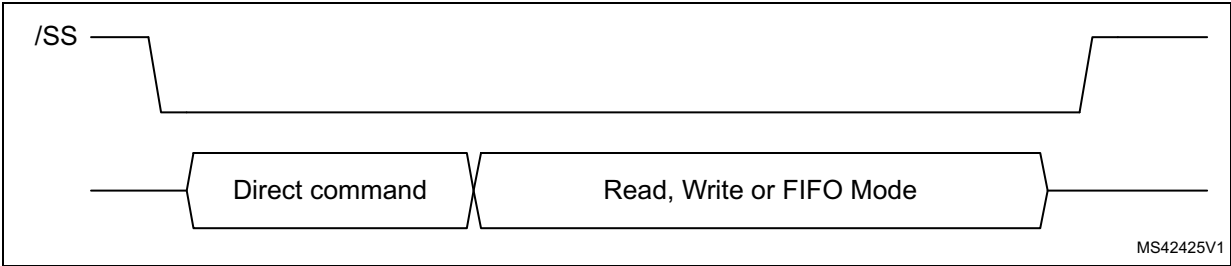 /SS
Direct command Read, Write or FIFO Mode
MS42425V1